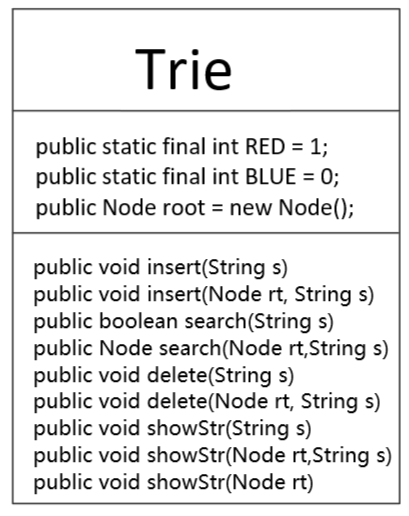 Trie
public static final int RED = 1;
public static final int BLUE = 0;
public Node root = new Node();
public void insert(String s)
public void insert(Node rt, String s)
public boolean search(String s)
public Node search(Node rt,String s)
public void delete(String s)
public void delete(Node rt, String s)
public void showStr(String s)
public void showStr(Node rt,String s)
public void showStr(Node rt)